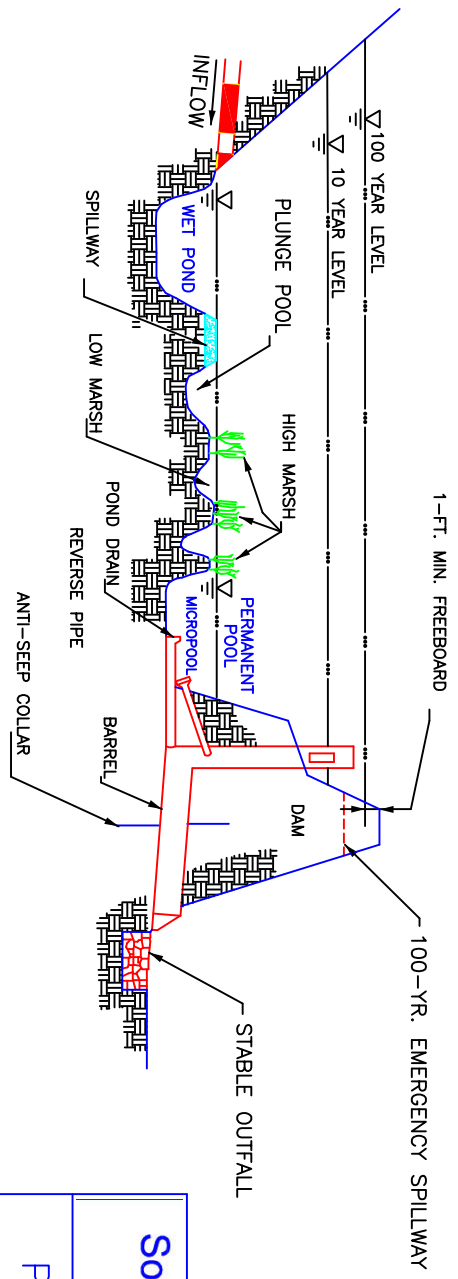 1-FT. MIN. FREEBOARD
100-YR. EMERGENCY SPILLWAY
100 YEAR LEVEL
10 YEAR LEVEL
INFLOW
PLUNGE POOL
HIGH MARSH
PERMANENT
POOL
MICROPOOL
DAM
STABLE OUTFALL
WET POND
SPILLWAY
LOW MARSH
POND DRAIN
REVERSE PIPE
BARREL
ANTI-SEEP COLLAR
So